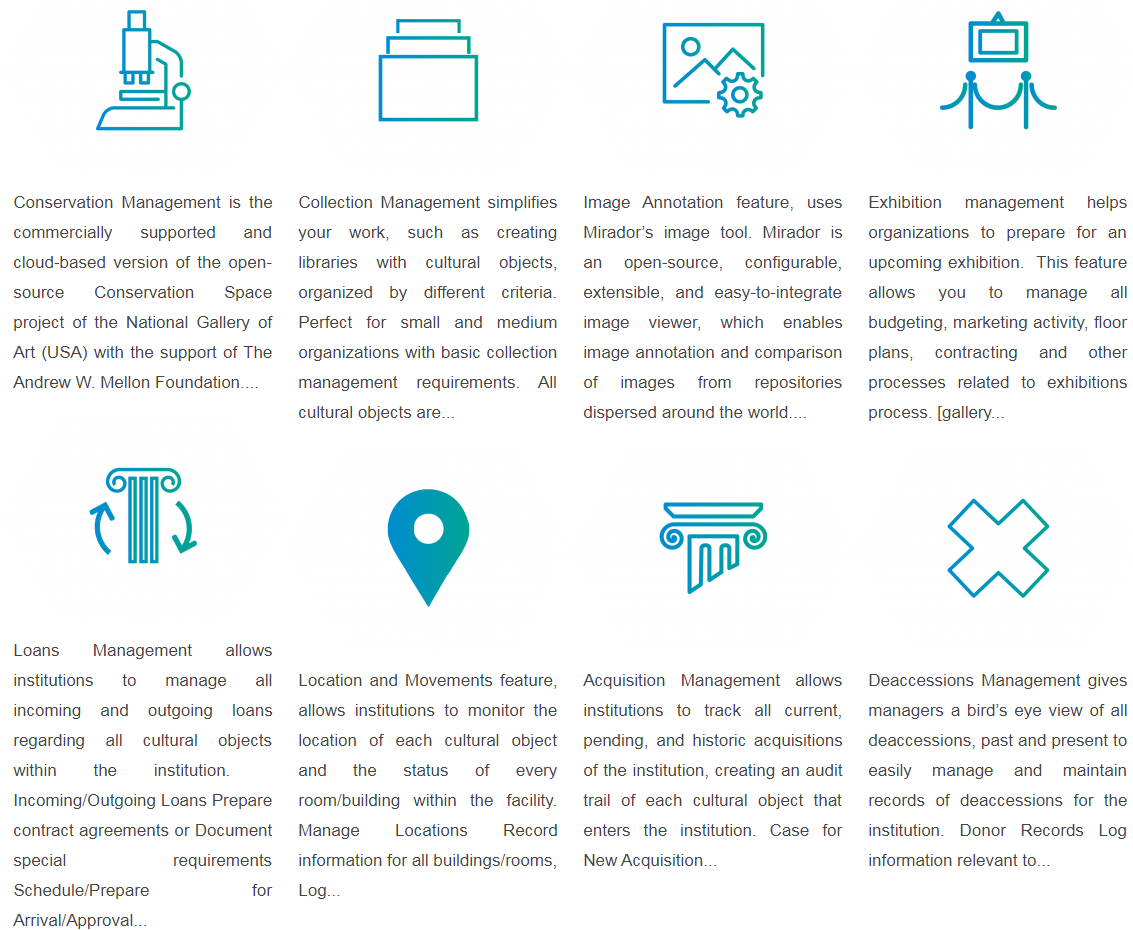 Conservation Management is the
commercially supported and
cloud-based version of the open-
source Conservation Space
project of the National Gallery of
Art (USA) with the support of The
Andrew W. Mellon Foundation....
Collection Management simplifies
your work, such as creating
libraries with cultural objects,
organized by different criteria.
Perfect for small and medium
organizations with basic collection
management requirements. All
cultural objects are...
Image Annotation feature, uses
Mirador’s image tool. Mirador is
an open-source, configurable,
extensible, and easy-to-integrate
image viewer, which enables
image annotation and comparison
of images from repositories
dispersed around the world....
Exhibition management helps
organizations to prepare for an
upcoming exhibition. This feature
allows you to manage all
budgeting, marketing activity, floor
plans, contracting and other
processes related to exhibitions
process. [gallery...
Loans Management allows
institutions to manage all
incoming and outgoing loans
regarding all cultural objects
within the institution.
Incoming/Outgoing Loans Prepare
contract agreements or Document
special requirements
Schedule/Prepare for
Arrival/Approval...
Location and Movements feature,
allows institutions to monitor the
location of each cultural object
and the status of every
room/building within the facility.
Manage Locations Record
information for all buildings/rooms,
Log...
Acquisition Management allows
institutions to track all current,
pending, and historic acquisitions
of the institution, creating an audit
trail of each cultural object that
enters the institution. Case for
New Acquisition...
Deaccessions Management gives
managers a bird’s eye view of all
deaccessions, past and present to
easily manage and maintain
records of deaccessions for the
institution. Donor Records Log
information relevant to...